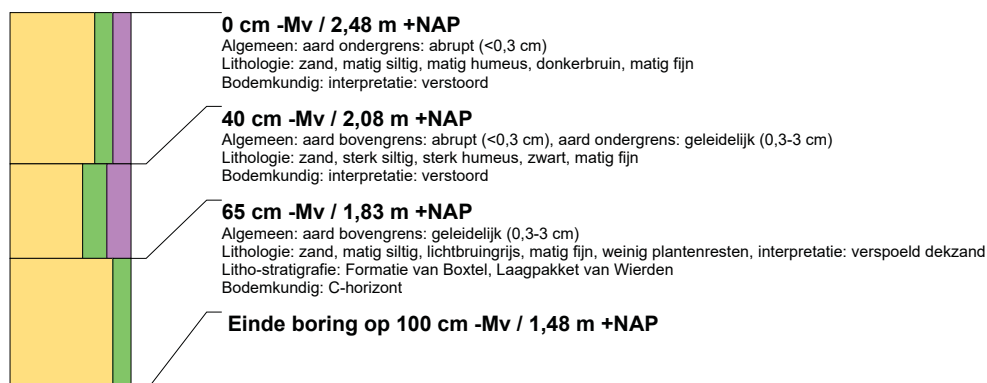 0 cm -Mv / 2,48 m +NAP
Algemeen: aard ondergrens: abrupt (<0,3 cm)
Lithologie: zand, matig siltig, matig humeus, donkerbruin, matig fijn
Bodemkundig: interpretatie: verstoord
40 cm -Mv / 2,08 m +NAP
Algemeen: aard bovengrens: abrupt (<0,3 cm), aard ondergrens: geleidelijk (0,3-3 cm)
Lithologie: zand, sterk siltig, sterk humeus, zwart, matig fijn
Bodemkundig: interpretatie: verstoord
65 cm -Mv / 1,83 m +NAP
Algemeen: aard bovengrens: geleidelijk (0,3-3 cm)
Lithologie: zand, matig siltig, lichtbruingrijs, matig fijn, weinig plantenresten, interpretatie: verspoeld dekzand
Litho-stratigrafie: Formatie van Boxtel, Laagpakket van Wierden
Bodemkundig: C-horizont
Einde boring op 100 cm -Mv / 1,48 m +NAP